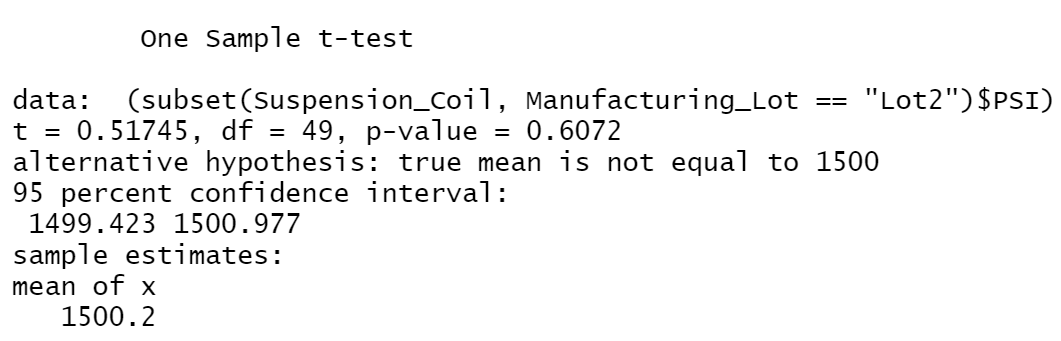 One Sample t-test
data:  (subset(Suspension_Coil, Manufacturing_Lot == "Lot2")$PSI)
t = 0.51745, df = 49, p-value = 0.6072
alternative hypothesis: true mean is not equal to 1500
95 percent confidence interval:
1499.423 1500.977
sample estimates:
mean of x
1500.2